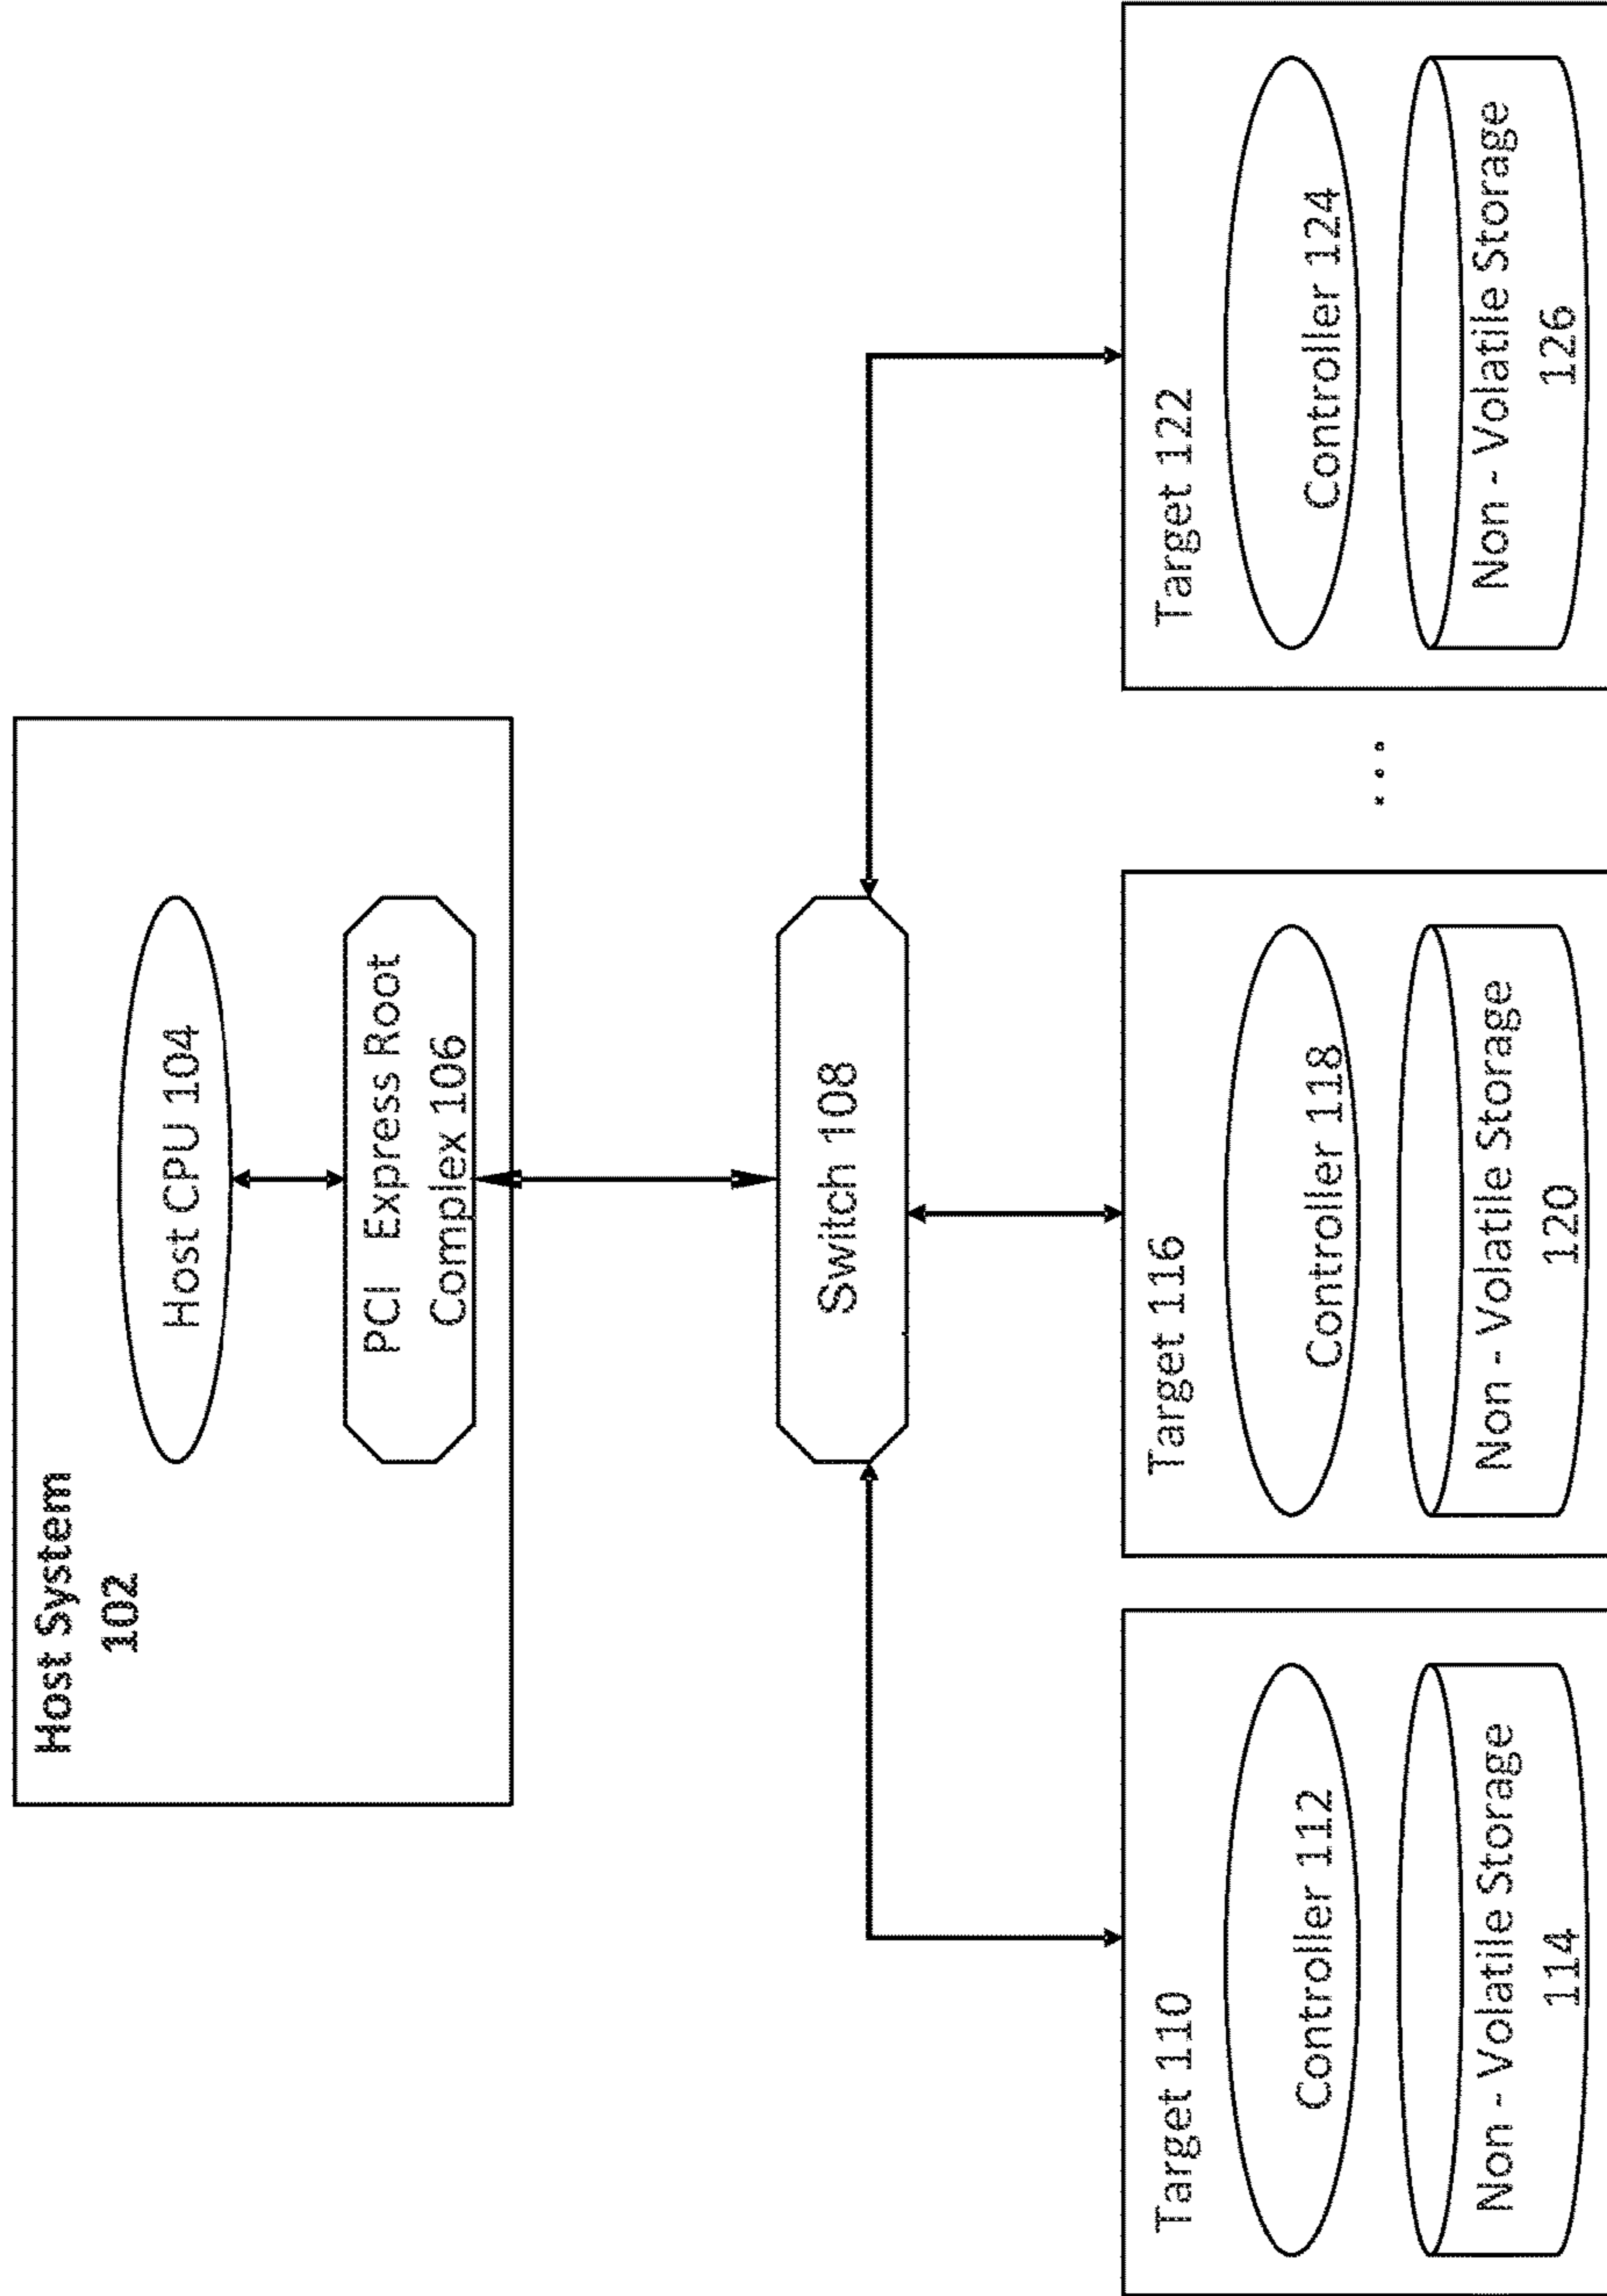 Host System
102
Host CPU 104
PCI Express Root
Complex 106
Switch 108
Target 110
Controller 112
Non - Volatile Storage
114
Target 116
Controller 118
Non - Volatile Storage
120
...
Target 122
Controller 124
Non - Volatile Storage
126